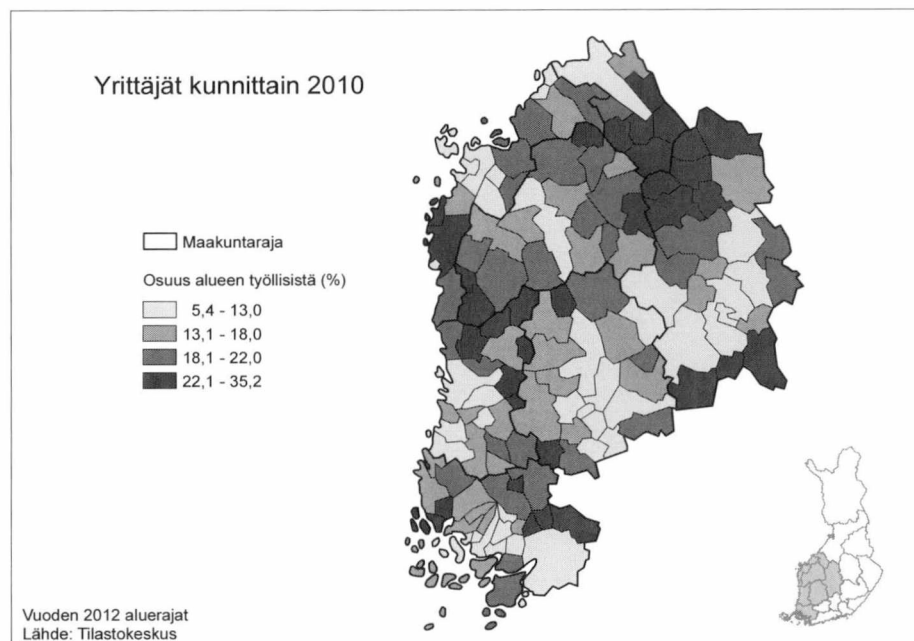 Yrittäjät kunnittain 2010
Maakuntaraja
Osuus alueen työllisistä (%)
5,4 - 13,0
13,1 - 18,0
18,1 - 22,0
22,1 - 35,2
Vuoden 2012 aluerajat
Lähde: Tilastokeskus